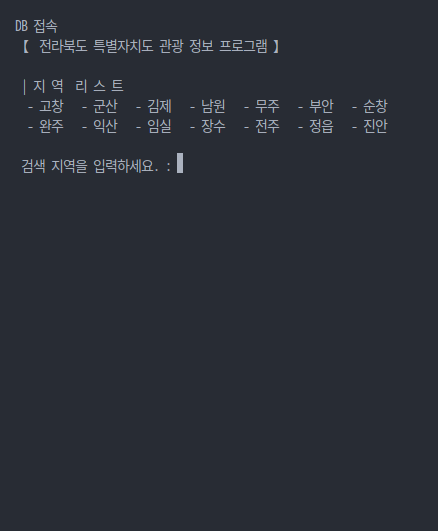 DB 접속
【 전라북도 특별자치도 관광 정보 프로그램 】
| 지 역 리 스 트
- 고창 - 군산 - 김제 - 남원 - 무주 - 부안 - 순창
- 완주 - 익산 - 임실 - 장수 - 전주 - 정읍 - 진안
검색 지역을 입력하세요. :